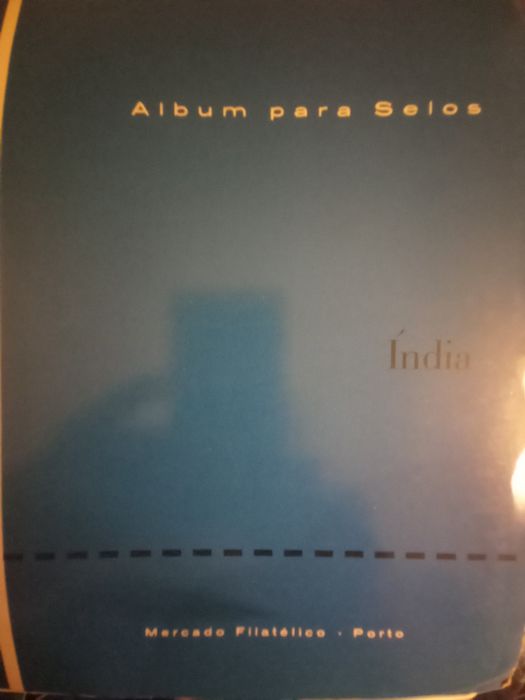 Album para Selos
Índia
Mercado Filatélico · Porto